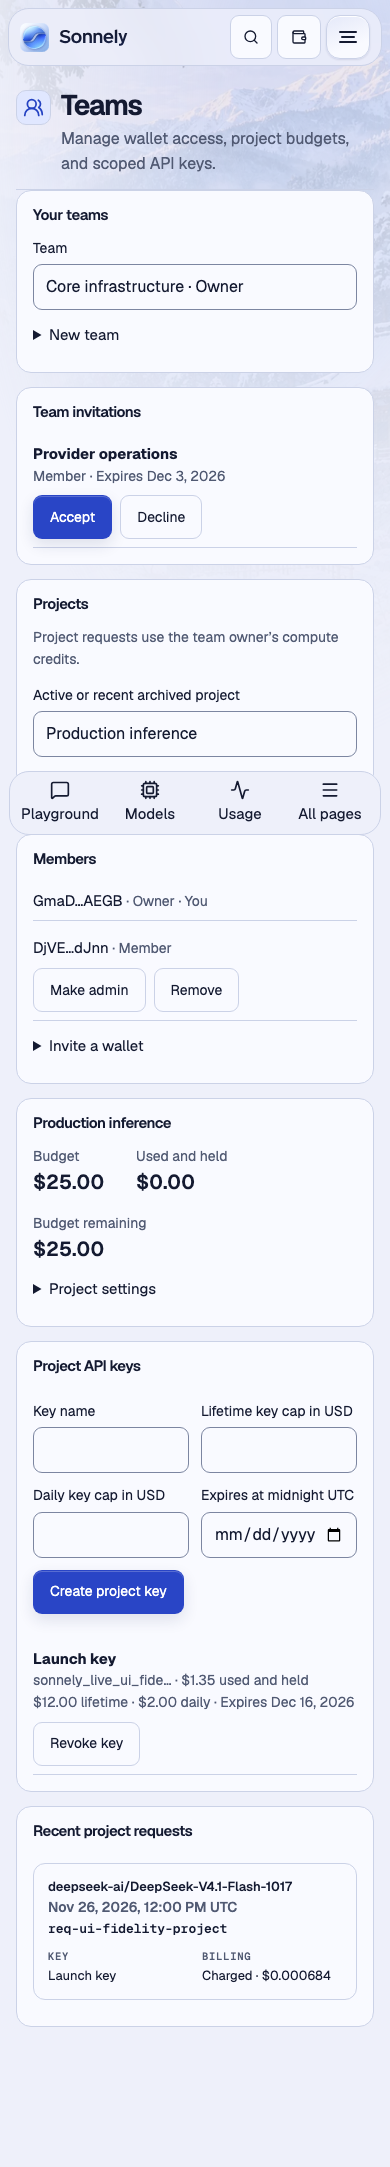 Sonnely
Teams
Manage wallet access, project budgets,
and scoped API keys.
Your teams
Team
Core infrastructure · Owner
New team
Team invitations
Provider operations
Member · Expires Dec 3, 2026
Accept
Decline
Projects
Project requests use the team owner’s compute
credits.
Active or recent archived project
Production inference
Playground
Models
Usage
All pages
Members
GmaD…AEGB · Owner · You
DjVE…dJnn · Member
Make admin
Remove
Invite a wallet
Production inference
Budget
Used and held
$25.00
$0.00
Budget remaining
$25.00
Project settings
Project API keys
Key name
Lifetime key cap in USD
Daily key cap in USD
Expires at midnight UTC
mm/dd/yyyy
Create project key
Launch key
sonnely_live_ui_fide… · $1.35 used and held
$12.00 lifetime · $2.00 daily · Expires Dec 16, 2026
Revoke key
Recent project requests
deepseek-ai/DeepSeek-V4.1-Flash-1017
Nov 26, 2026, 12:00 PM UTC
req-ui-fidelity-project
KEY
BILLING
Launch key
Charged · $0.000684